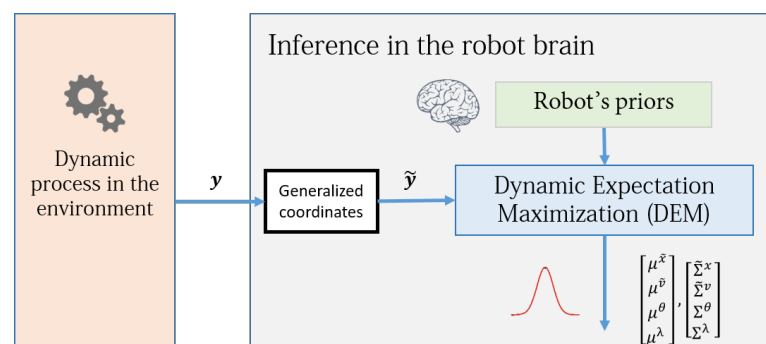 Inference in the robot brain
Robot's priors
Dynamic
process in the
environment
y
Generalized
coordinates
ỹ
Dynamic Expectation
Maximization (DEM)
[μ^x̃
μ^ṽ
μ^θ
μ^λ] , [Σ̃^x
Σ̃^v
Σ^θ
Σ^λ]